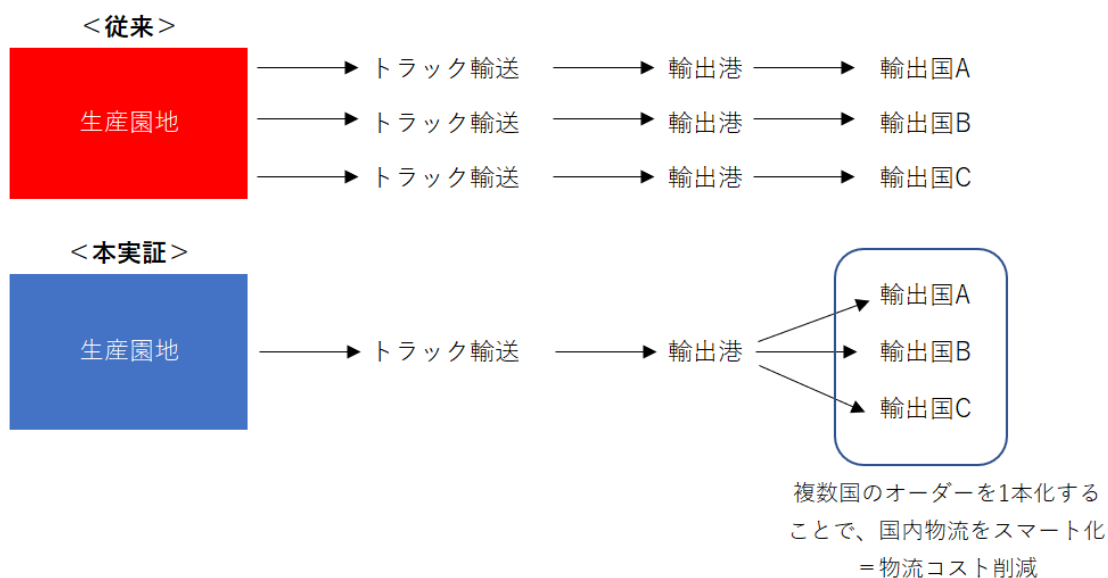 ＜従来＞
生産園地
トラック輸送 輸出港 輸出国A
トラック輸送 輸出港 輸出国B
トラック輸送 輸出港 輸出国C
＜本実証＞
生産園地
トラック輸送 輸出港
輸出国A
輸出国B
輸出国C
複数国のオーダーを1本化する
ことで、国内物流をスマート化
＝物流コスト削減